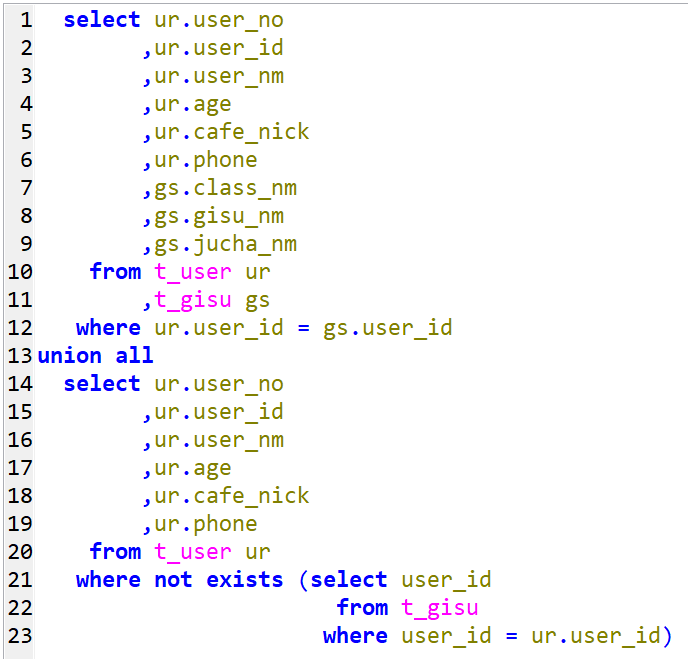 1 select ur.user_no
2 ,ur.user_id
3 ,ur.user_nm
4 ,ur.age
5 ,ur.cafe_nick
6 ,ur.phone
7 ,gs.class_nm
8 ,gs.gisu_nm
9 ,gs.jucha_nm
10 from t_user ur
11 ,t_gisu gs
12 where ur.user_id = gs.user_id
13 union all
14 select ur.user_no
15 ,ur.user_id
16 ,ur.user_nm
17 ,ur.age
18 ,ur.cafe_nick
19 ,ur.phone
20 from t_user ur
21 where not exists (select user_id
22 from t_gisu
23 where user_id = ur.user_id)